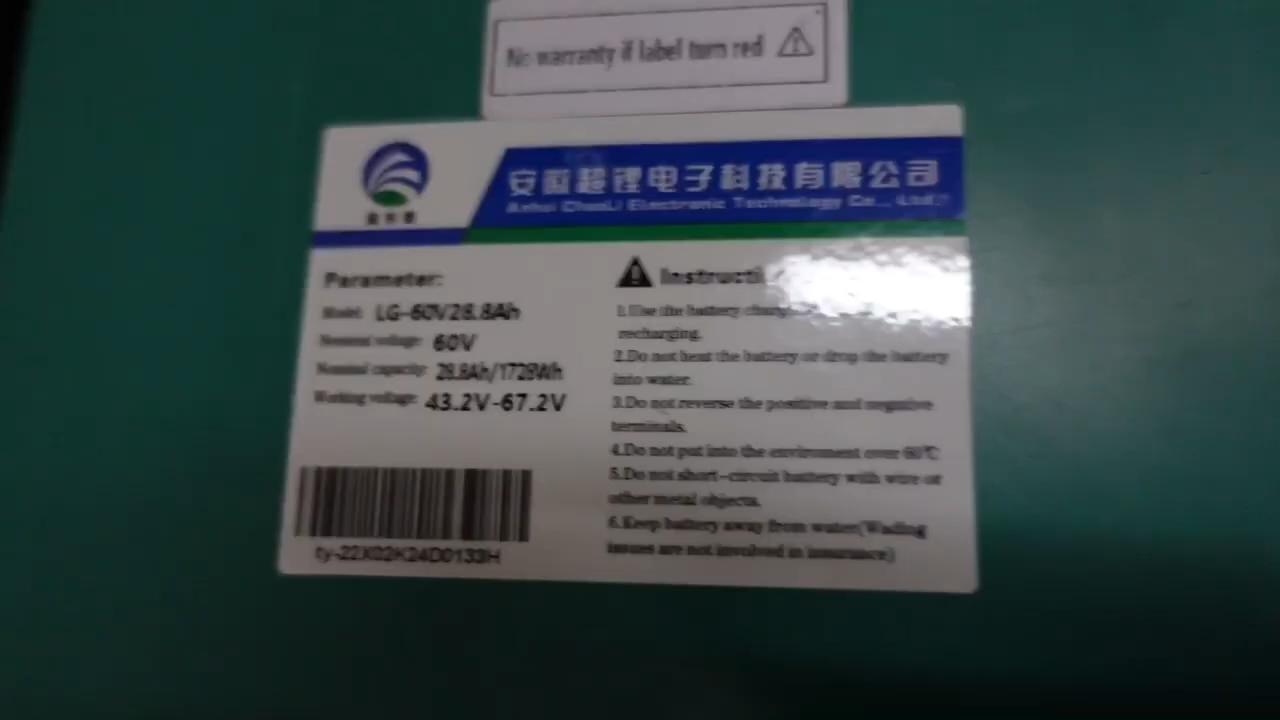 No warranty if label turn red
安徽超锂电子科技有限公司
Anhui ChaoLi Electronic Technology Co., Ltd.
Parameter:
Model: LG-60V28.8Ah
Nominal voltage: 60V
Nominal capacity: 28.8Ah/1728Wh
Working voltage: 43.2V-67.2V
ty-22X02K24D0133H
1.Use the battery
recharging.
2.Do not heat the battery or drop the battery
into water.
3.Do not reverse the positive and negative
terminals.
4.Do not put into the enviroment over 60℃
5.Do not short-circuit battery with wire or
other metal objects.
6.Keep battery away from water(Wading
issues are not involved in insurance)